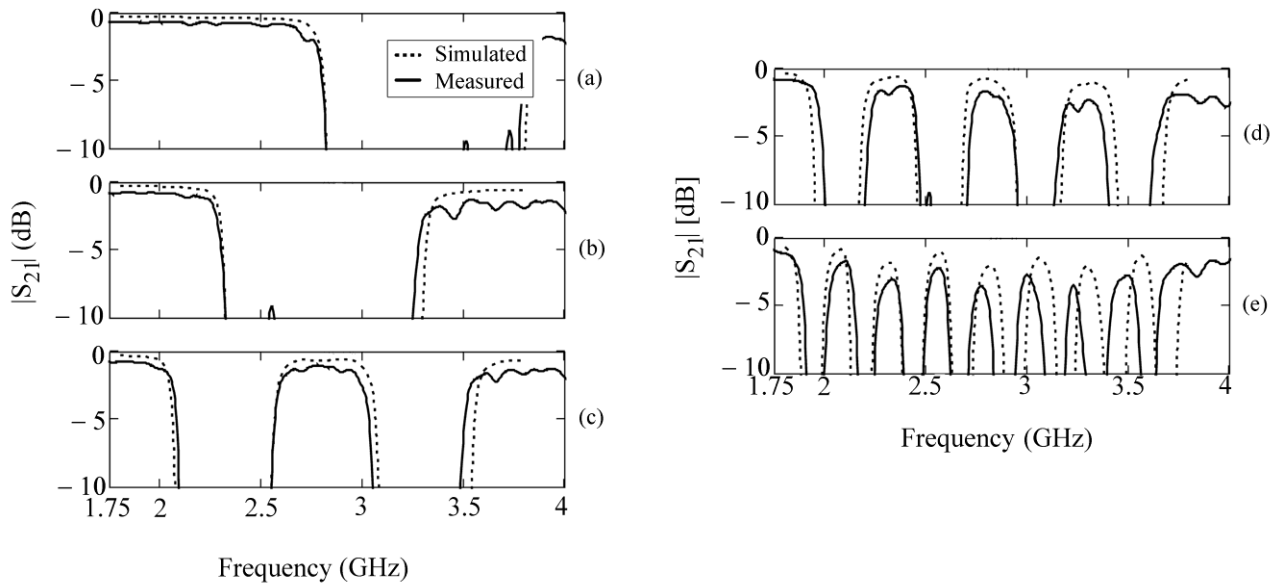 0
− 5
− 10
Simulated
Measured
(a)
0
− 5
− 10
(b)
|S21| (dB)
0
− 5
− 10
(c)
1.75 2 2.5 3 3.5 4
Frequency (GHz)
0
−5
− 10
(d)
|S21| [dB]
0
−5
− 10
(e)
1.75 2 2.5 3 3.5 4
Frequency (GHz)